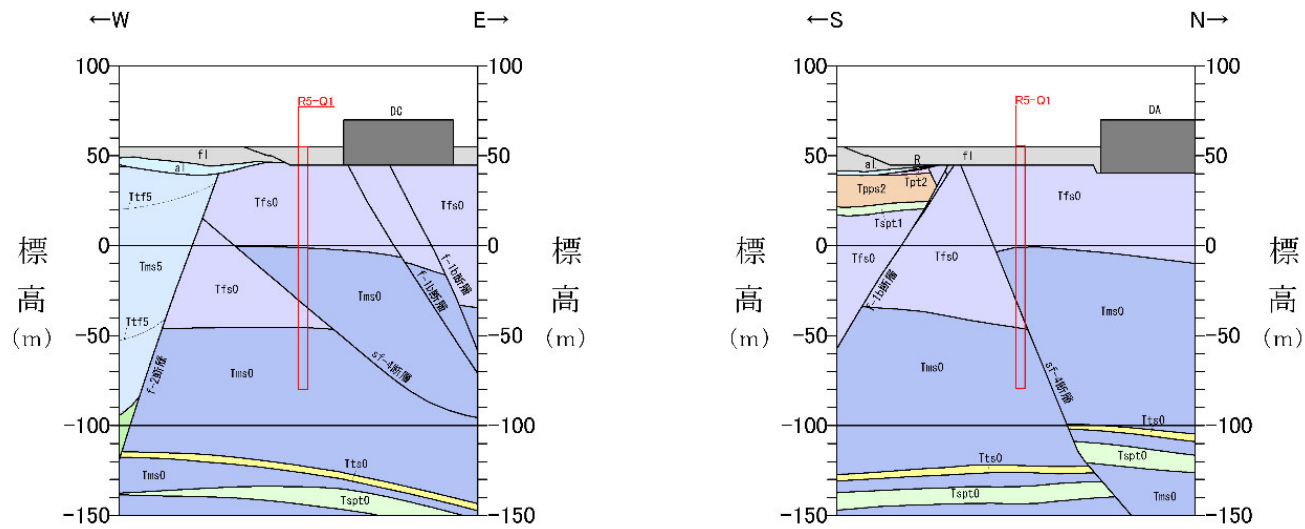 ←W
E→
100
50
0
-50
-100
-150
標高(m)
100
50
0
-50
-100
-150
標高(m)
R5-Q1
DC
fl
al
Ttf5
Tms5
Ttf5
Tfs0
Tfs0
Tfs0
Tms0
Tms0
f-1b断層
f-1b断層
sf-4断層
f-2断層
Tts0
Tms0
Tspt0
←S
N→
100
50
0
-50
-100
-150
標高(m)
100
50
0
-50
-100
-150
標高(m)
R5-Q1
DA
fl
al
R
Tpt2
Tpps2
Tspt1
Tfs0
Tfs0
Tfs0
f-1b断層
Tms0
Tms0
sf-4断層
Tts0
Tspt0
Tts0
Tspt0
Tms0